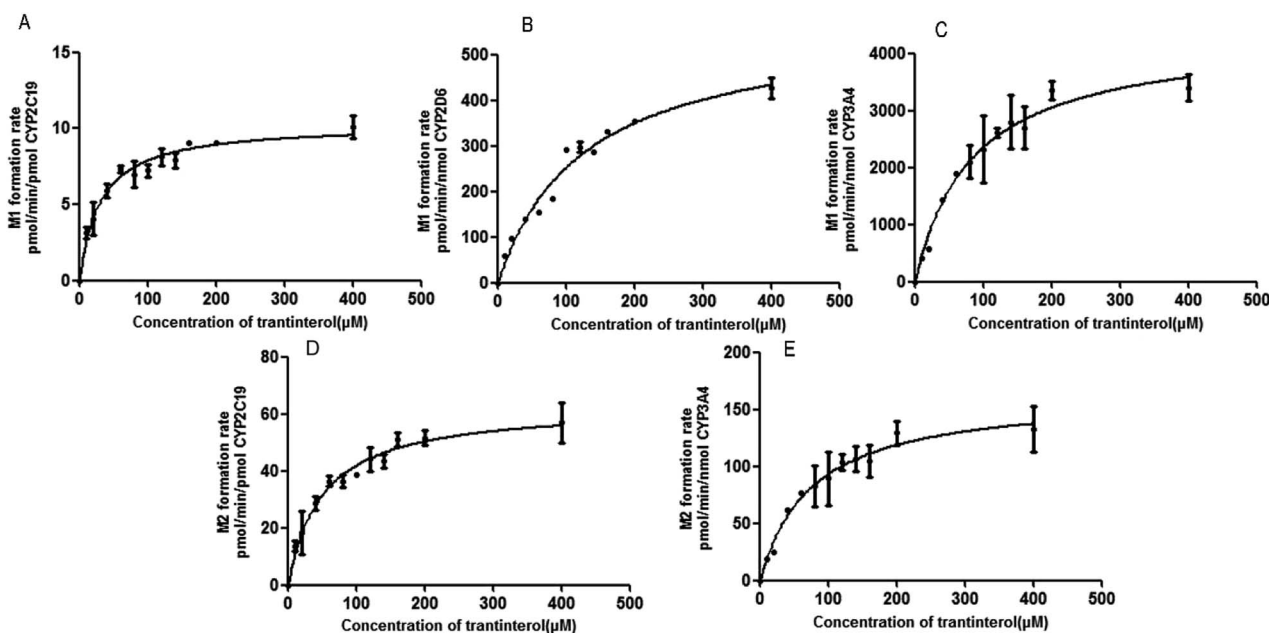 A
M1 formation rate
pmol/min/pmol CYP2C19
15
10
5
0
0 100 200 300 400 500
Concentration of trantinterol(µM)
B
M1 formation rate
pmol/min/nmol CYP2D6
500
400
300
200
100
0
0 100 200 300 400 500
Concentration of trantinterol(µM)
C
M1 formation rate
pmol/min/nmol CYP3A4
4000
3000
2000
1000
0
0 100 200 300 400 500
Concentration of trantinterol(µM)
D
M2 formation rate
pmol/min/pmol CYP2C19
80
60
40
20
0
0 100 200 300 400 500
Concentration of trantinterol(µM)
E
M2 formation rate
pmol/min/nmol CYP3A4
200
150
100
50
0
0 100 200 300 400 500
Concentration of trantinterol(µM)